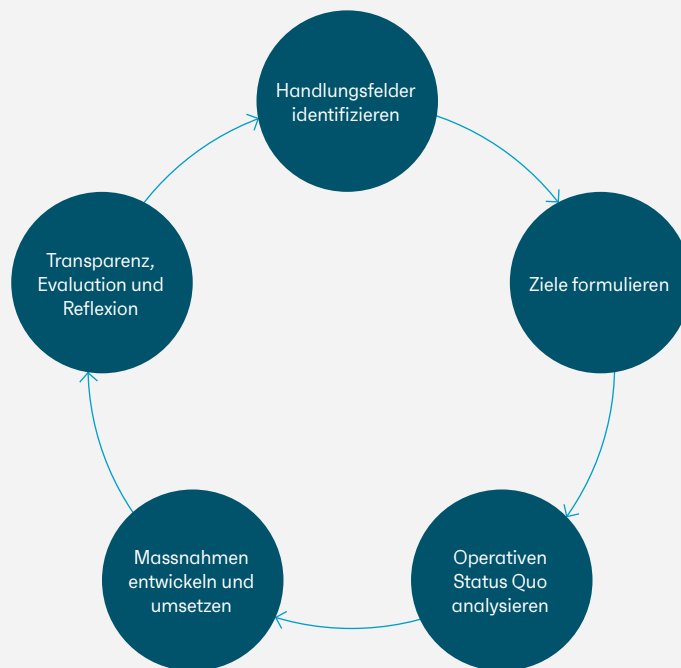 Handlungsfelder
identifizieren
Ziele formulieren
Operativen
Status Quo
analysieren
Massnahmen
entwickeln und
umsetzen
Transparenz,
Evaluation und
Reflexion